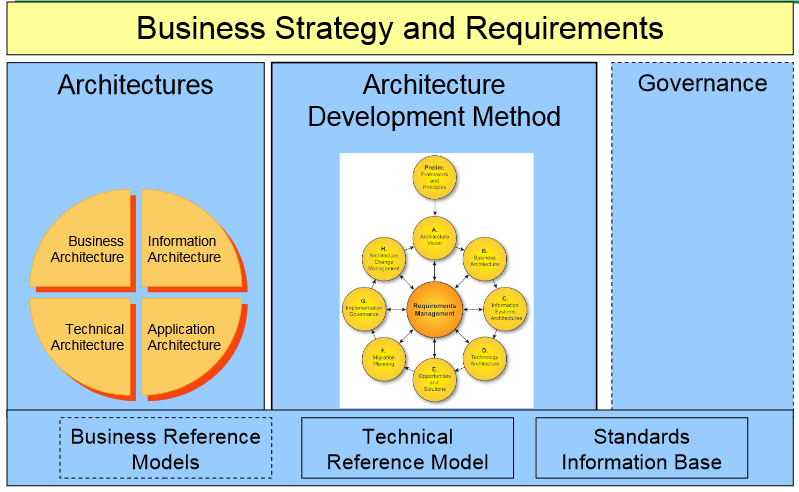 Business Strategy and Requirements
Architectures
Business
Architecture
Information
Architecture
Technical
Architecture
Application
Architecture
Architecture
Development Method
Prelim:
Framework
and
Principles
A.
Architecture
Vision
B.
Business
Architecture
C.
Information
Systems
Architectures
D.
Technology
Architecture
E.
Opportunities
and
Solutions
F.
Migration
Planning
G.
Implementation
Governance
H.
Architecture
Change
Management
Requirements
Management
Governance
Business Reference
Models
Technical
Reference Model
Standards
Information Base